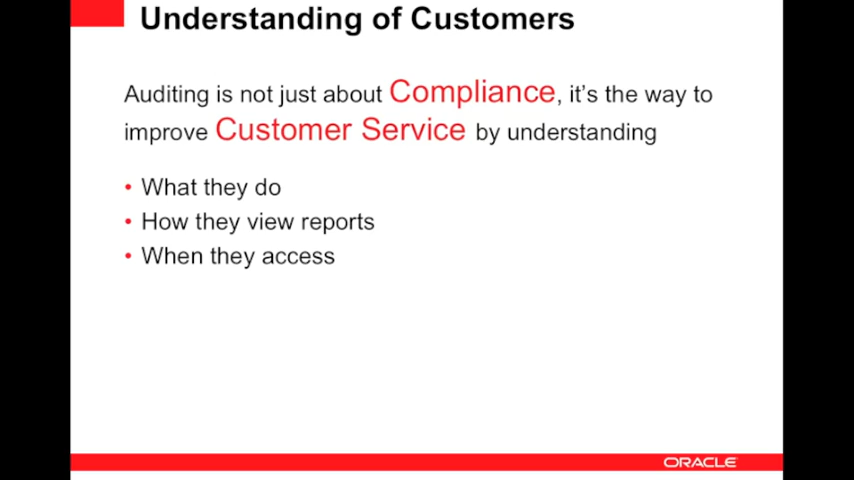 Understanding of Customers
Auditing is not just about Compliance, it's the way to
improve Customer Service by understanding
• What they do
• How they view reports
• When they access
ORACLE